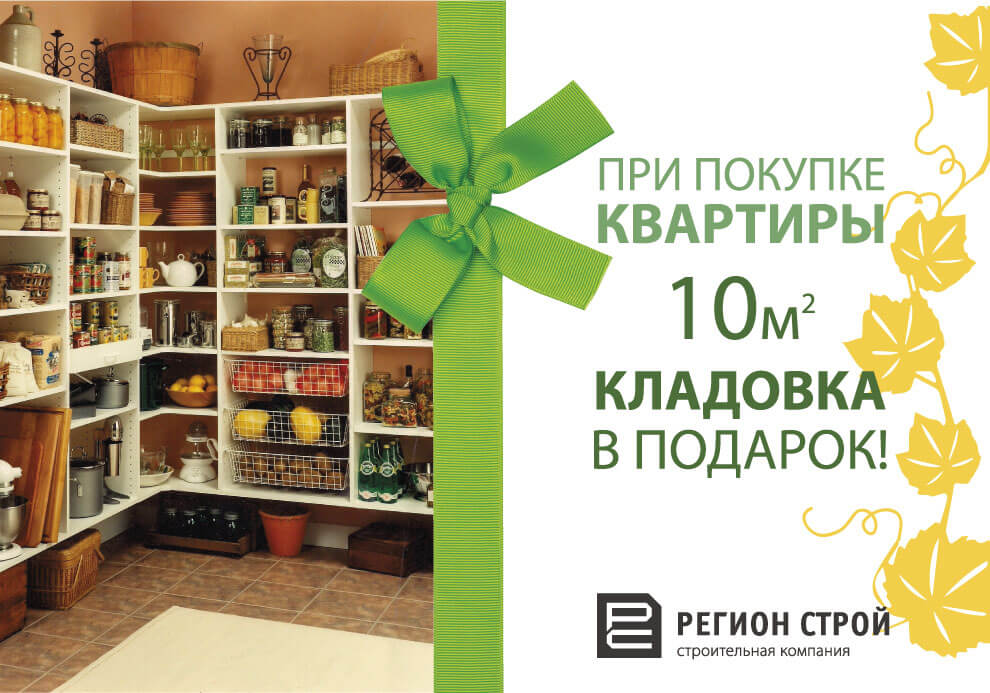 ПРИ ПОКУПКЕ
КВАРТИРЫ
10м²
КЛАДОВКА
В ПОДАРОК!
РЕГИОН СТРОЙ
строительная компания